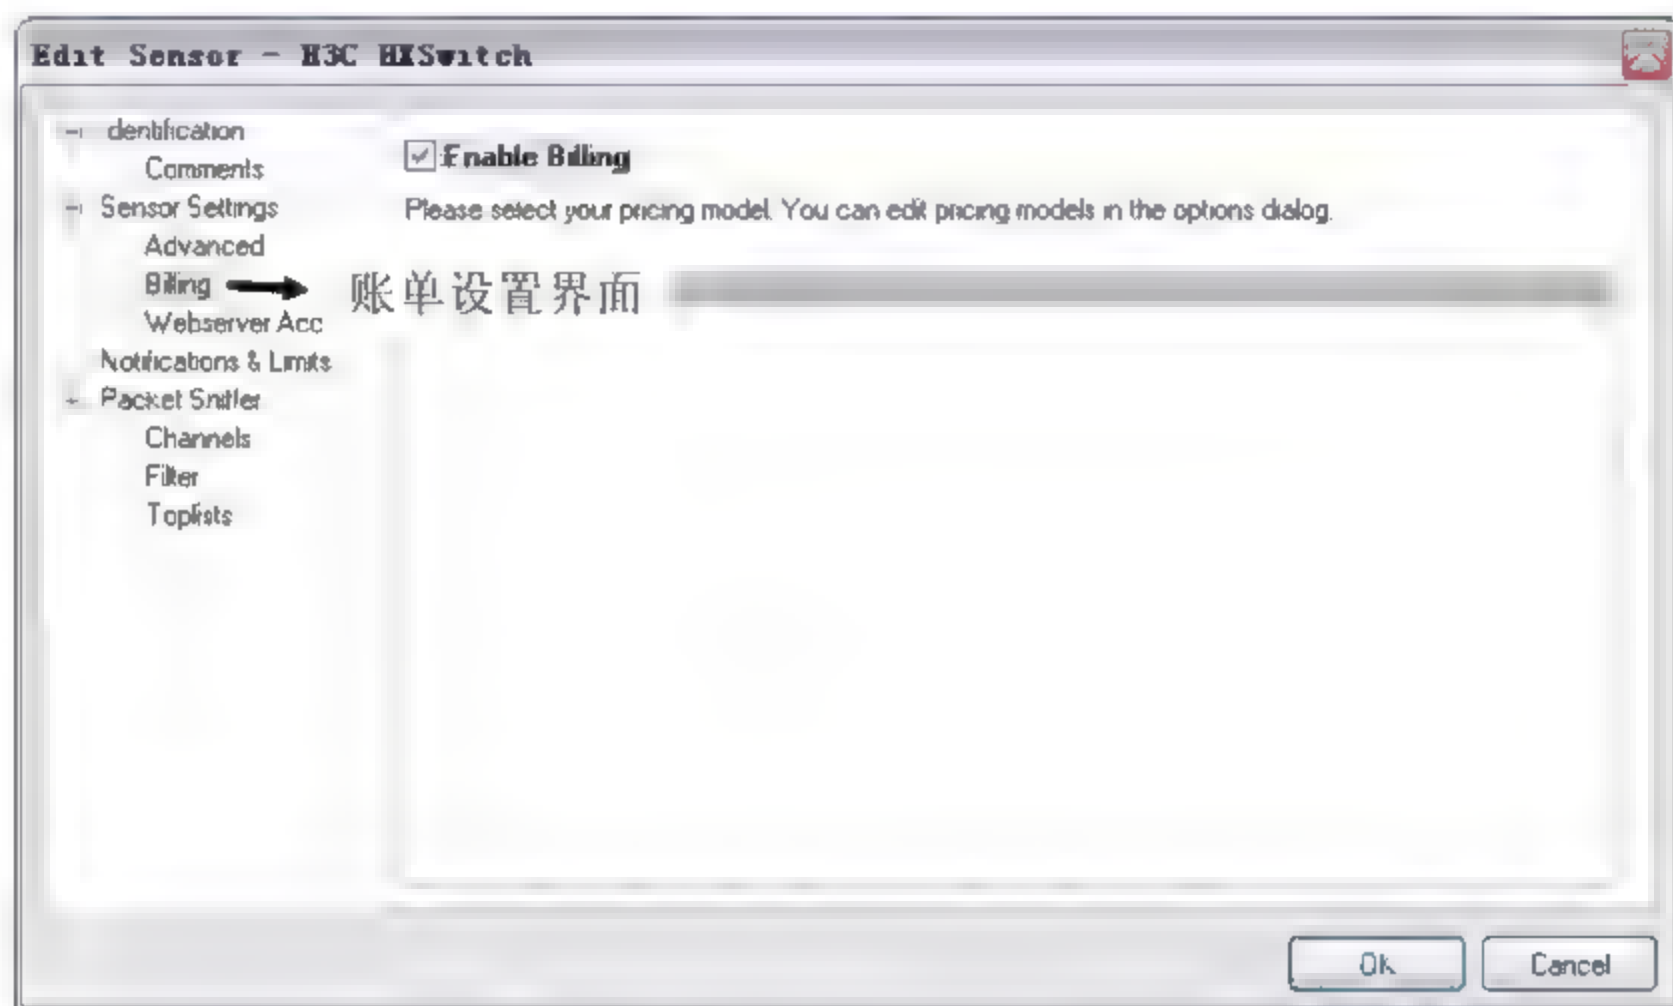 Edit Sensor - H3C HXSwitch
Identification
Comments
Sensor Settings
Advanced
Billing
Webserver Acc
Notifications & Limits
Packet Sniffer
Channels
Filter
Toplists
Enable Billing
Please select your pricing model. You can edit pricing models in the options dialog.
账单设置界面
Ok
Cancel